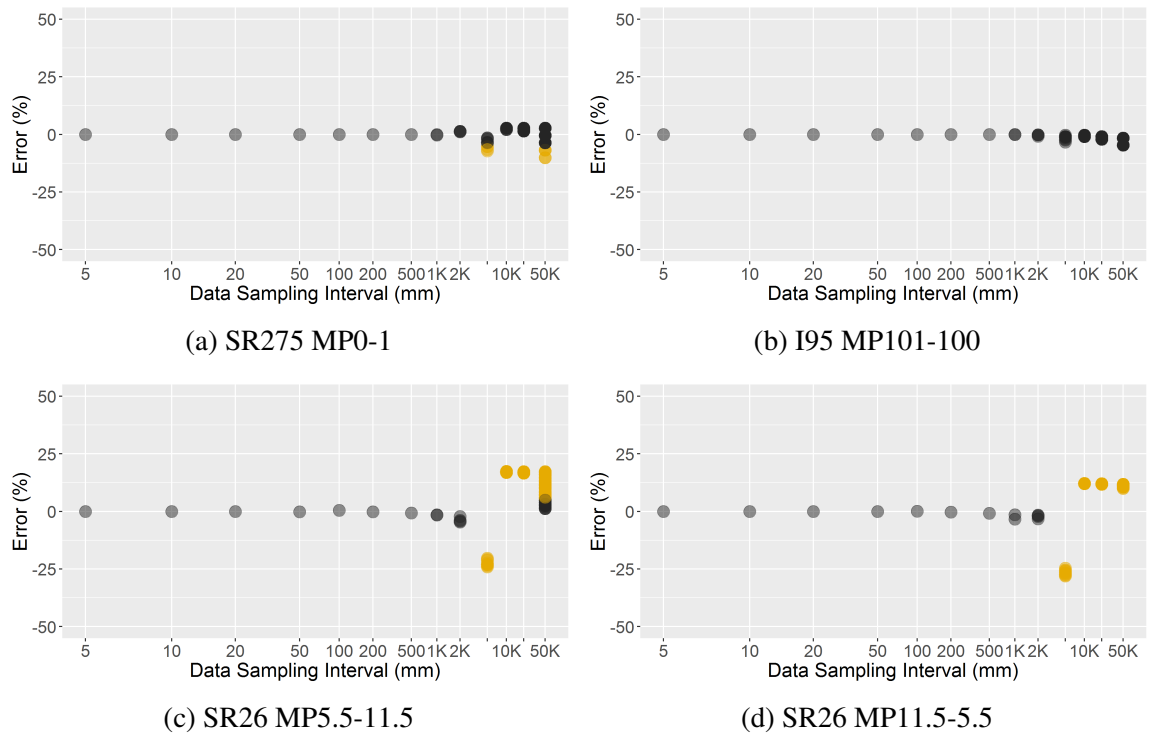 50
25
0
-25
-50
Error (%)
5 10 20 50 100 200 500 1K 2K 10K 50K
Data Sampling Interval (mm)
(a) SR275 MP0-1
50
25
0
-25
-50
Error (%)
5 10 20 50 100 200 500 1K 2K 10K 50K
Data Sampling Interval (mm)
(b) I95 MP101-100
50
25
0
-25
-50
Error (%)
5 10 20 50 100 200 500 1K 2K 10K 50K
Data Sampling Interval (mm)
(c) SR26 MP5.5-11.5
50
25
0
-25
-50
Error (%)
5 10 20 50 100 200 500 1K 2K 10K 50K
Data Sampling Interval (mm)
(d) SR26 MP11.5-5.5